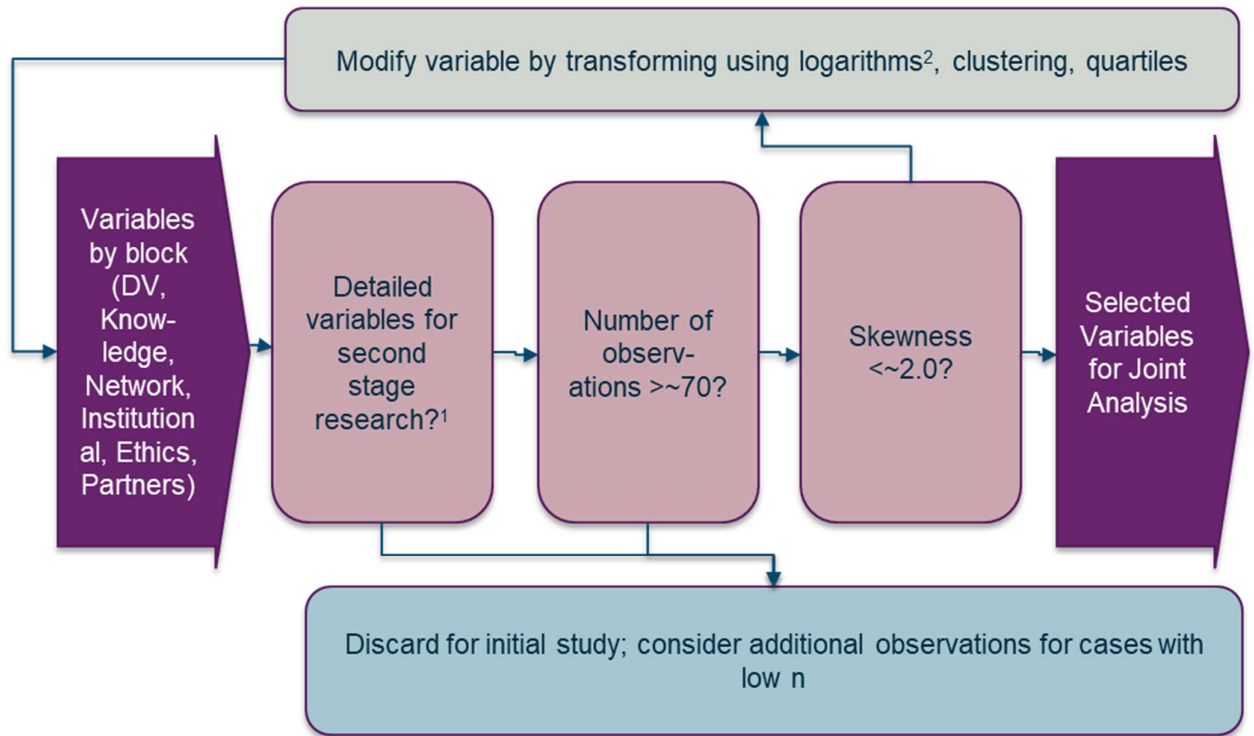 Modify variable by transforming using logarithms², clustering, quartiles
Variables
by block
(DV,
Know-
ledge,
Network,
Institution
al, Ethics,
Partners)
Detailed
variables for
second
stage
research?¹
Number of
observ-
ations >~70?
Skewness
<~2.0?
Selected
Variables
for Joint
Analysis
Discard for initial study; consider additional observations for cases with
low n